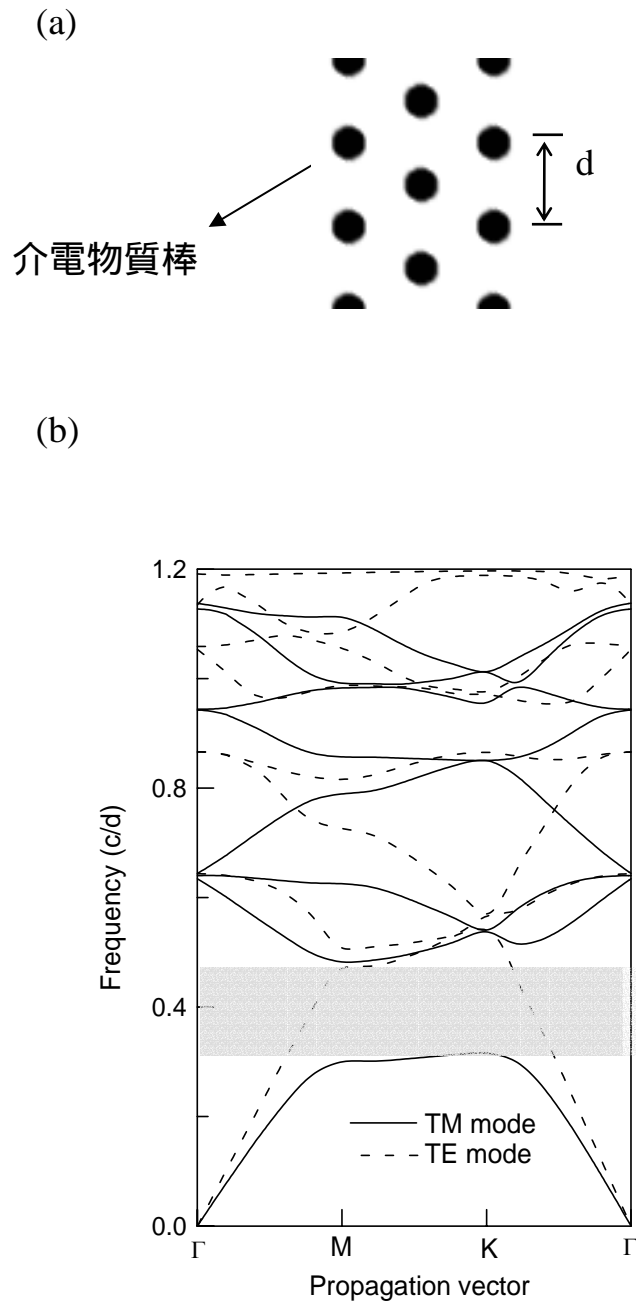 (a)
d
介電物質棒
(b)
1.2
0.8
0.4
0.0
Frequency (c/d)
TM mode
TE mode
Γ
M
K
Γ
Propagation vector